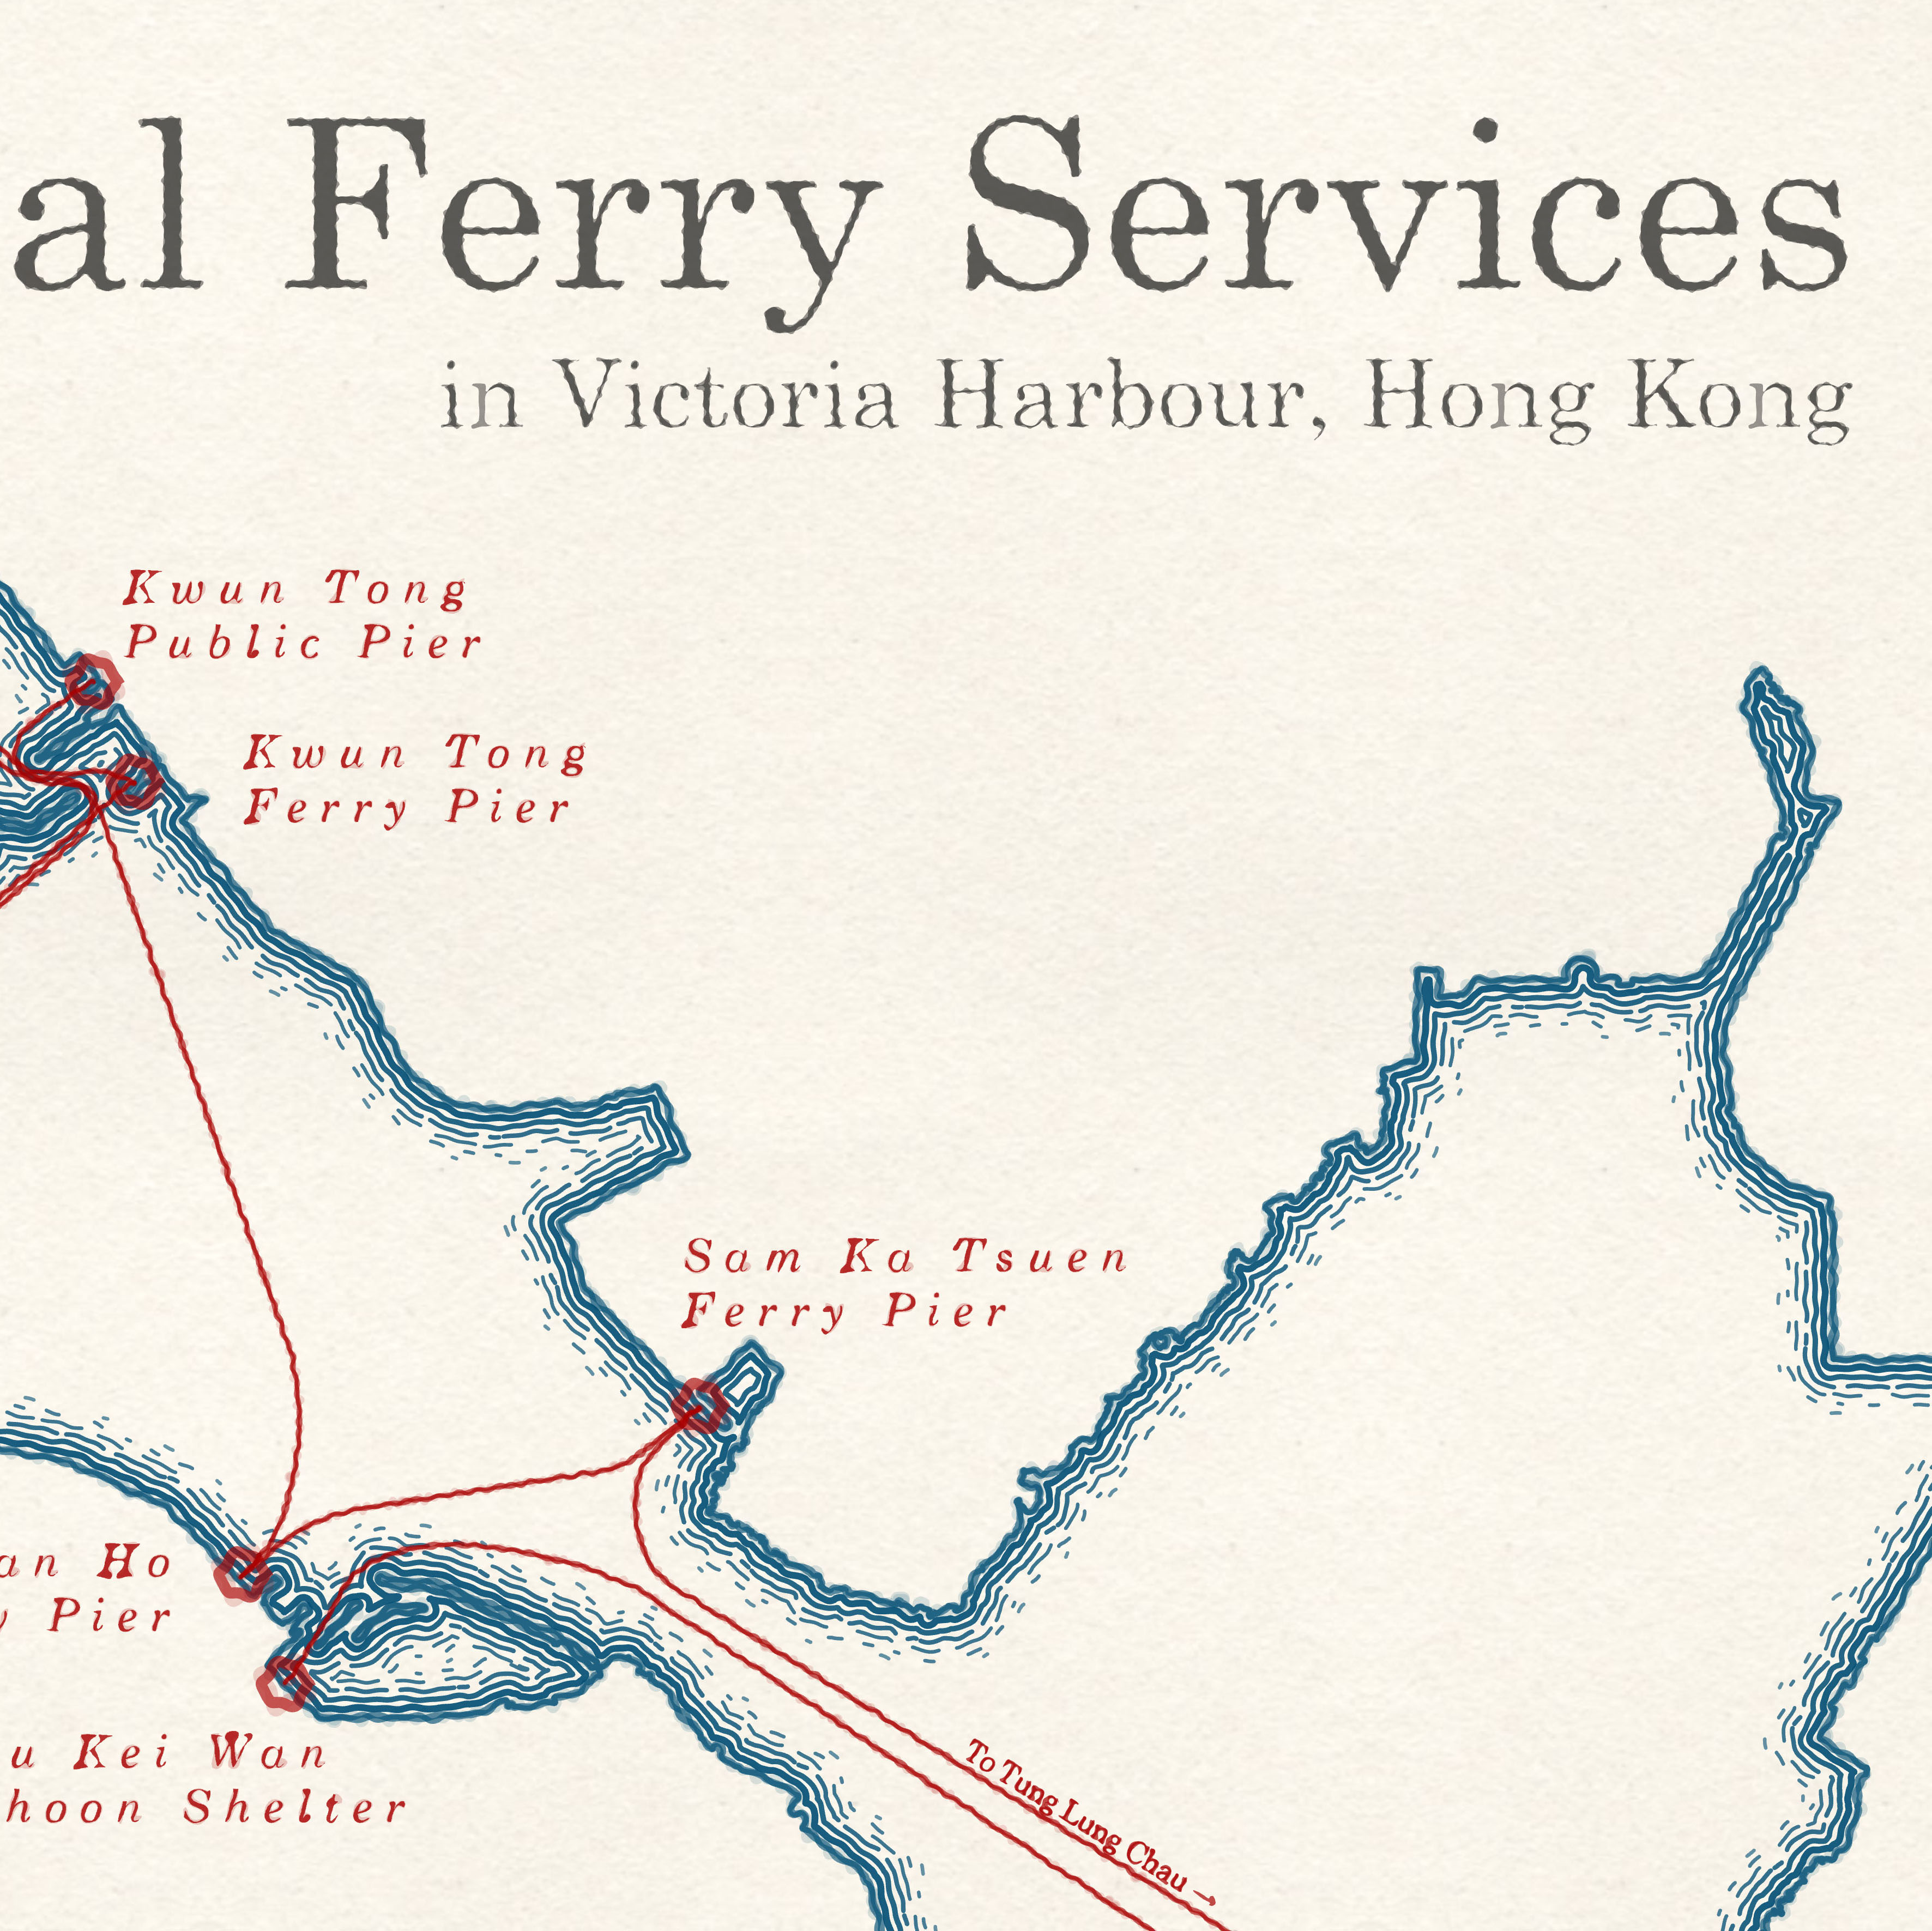 al Ferry Services
in Victoria Harbour, Hong Kong
Kwun Tong
Public Pier
Kwun Tong
Ferry Pier
Sam Ka Tsuen
Ferry Pier
an Ho
y Pier
u Kei Wan
hoon Shelter
To Tung Lung Chau →